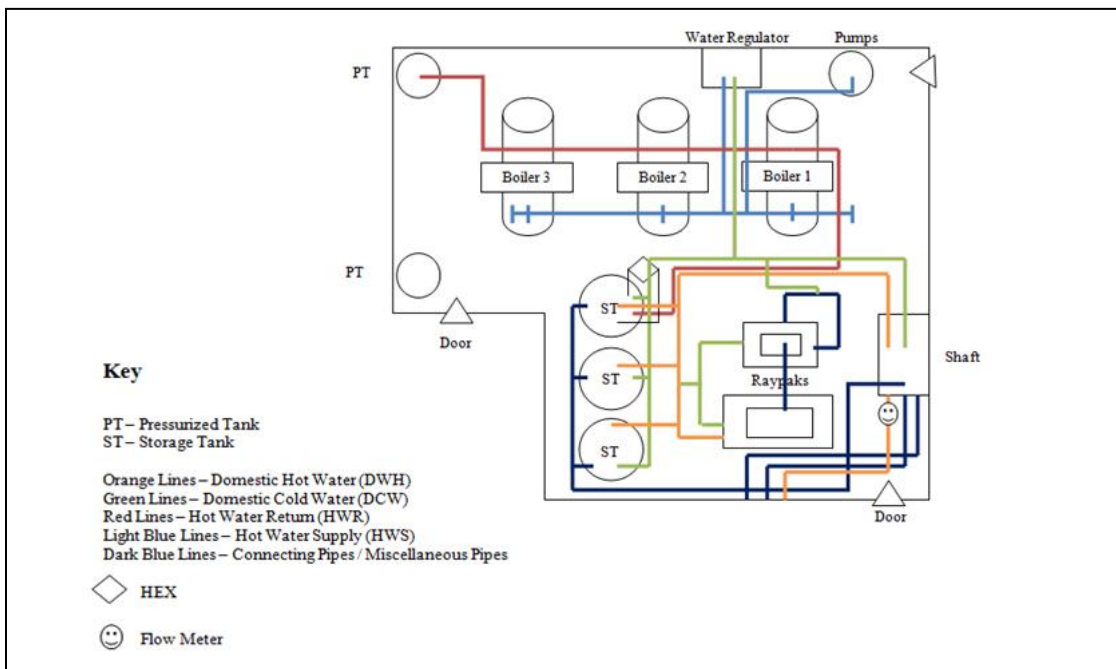 Water Regulator
Pumps
PT
Boiler 3
Boiler 2
Boiler 1
PT
ST
Door
Shaft
ST
Raypaks
ST
Door
Key
PT – Pressurized Tank
ST – Storage Tank
Orange Lines – Domestic Hot Water (DWH)
Green Lines – Domestic Cold Water (DCW)
Red Lines – Hot Water Return (HWR)
Light Blue Lines – Hot Water Supply (HWS)
Dark Blue Lines – Connecting Pipes / Miscellaneous Pipes
HEX
Flow Meter